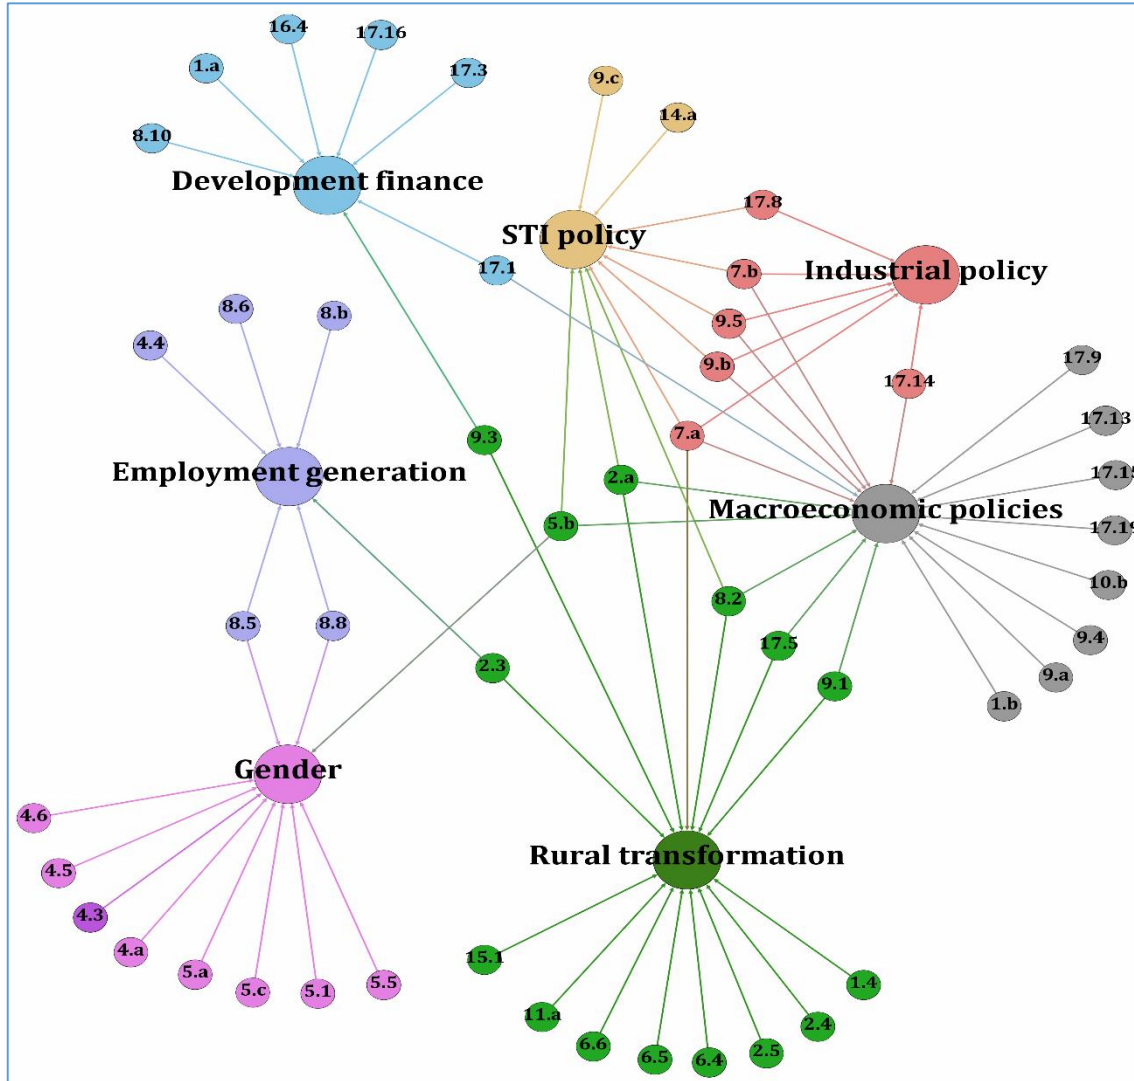 16.4
17.16
1.a
17.3
9.c
14.a
8.10
Development finance
17.8
STI policy
17.1
7.b
Industrial policy
8.6
8.b
9.5
4.4
9.b
17.9
17.14
17.13
9.3
7.a
Employment generation
17.15
2.a
Macroeconomic policies
5.b
17.19
10.b
8.2
8.5
8.8
9.4
17.5
2.3
9.a
9.1
1.b
Gender
4.6
Rural transformation
4.5
4.3
4.a
15.1
5.a
5.5
1.4
5.c
5.1
11.a
2.4
6.6
2.5
6.5
6.4